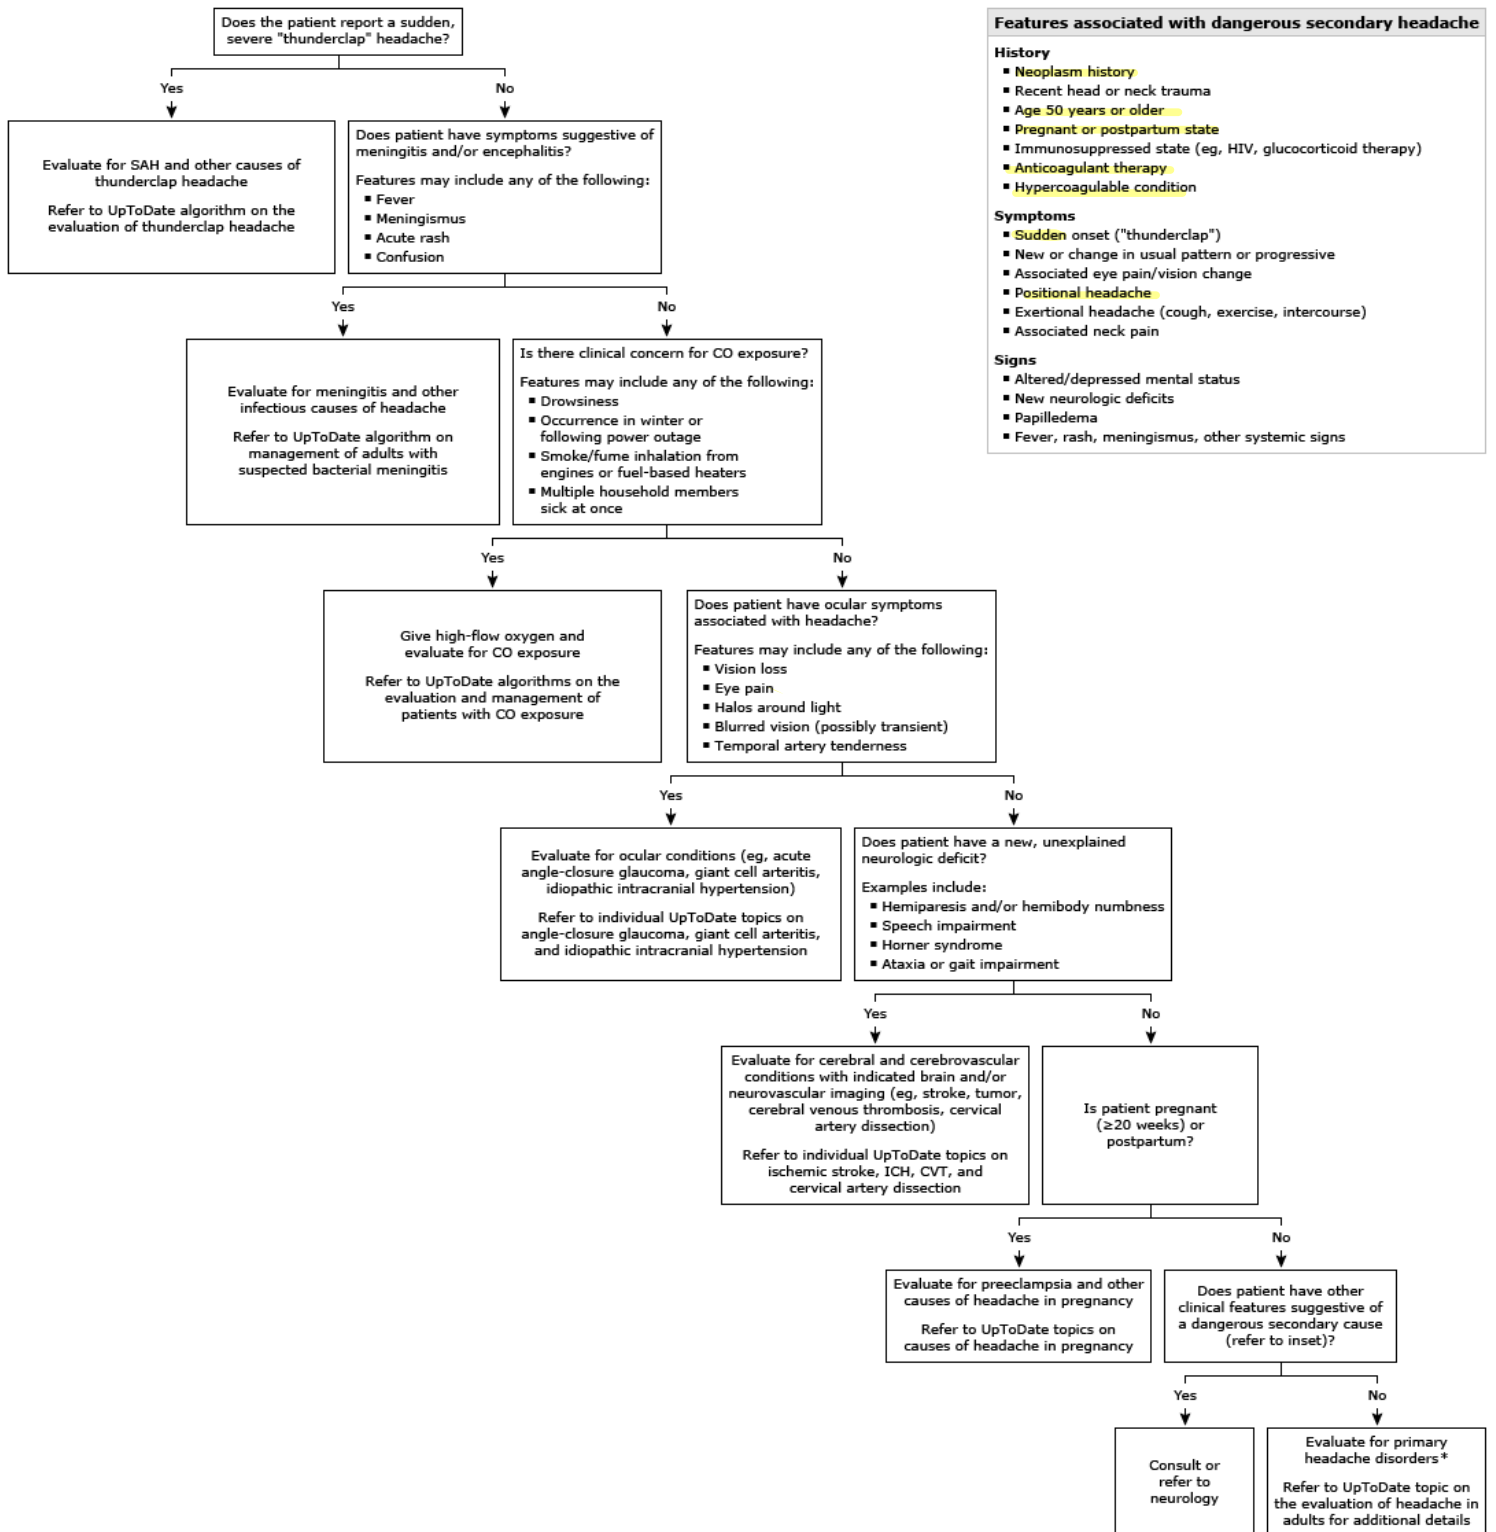 Does the patient report a sudden,
severe "thunderclap" headache?
Yes
No
Evaluate for SAH and other causes of
thunderclap headache
Refer to UpToDate algorithm on the
evaluation of thunderclap headache
Does patient have symptoms suggestive of
meningitis and/or encephalitis?
Features may include any of the following:
▪ Fever
▪ Meningismus
▪ Acute rash
▪ Confusion
Yes
No
Evaluate for meningitis and other
infectious causes of headache
Refer to UpToDate algorithm on
management of adults with
suspected bacterial meningitis
Is there clinical concern for CO exposure?
Features may include any of the following:
▪ Drowsiness
▪ Occurrence in winter or
following power outage
▪ Smoke/fume inhalation from
engines or fuel-based heaters
▪ Multiple household members
sick at once
Yes
No
Give high-flow oxygen and
evaluate for CO exposure
Refer to UpToDate algorithms on the
evaluation and management of
patients with CO exposure
Does patient have ocular symptoms
associated with headache?
Features may include any of the following:
▪ Vision loss
▪ Eye pain
▪ Halos around light
▪ Blurred vision (possibly transient)
▪ Temporal artery tenderness
Yes
No
Evaluate for ocular conditions (eg, acute
angle-closure glaucoma, giant cell arteritis,
idiopathic intracranial hypertension)
Refer to individual UpToDate topics on
angle-closure glaucoma, giant cell arteritis,
and idiopathic intracranial hypertension
Does patient have a new, unexplained
neurologic deficit?
Examples include:
▪ Hemiparesis and/or hemibody numbness
▪ Speech impairment
▪ Horner syndrome
▪ Ataxia or gait impairment
Yes
No
Evaluate for cerebral and cerebrovascular
conditions with indicated brain and/or
neurovascular imaging (eg, stroke, tumor,
cerebral venous thrombosis, cervical
artery dissection)
Refer to individual UpToDate topics on
ischemic stroke, ICH, CVT, and
cervical artery dissection
Is patient pregnant
(≥20 weeks) or
postpartum?
Yes
No
Evaluate for preeclampsia and other
causes of headache in pregnancy
Refer to UpToDate topics on
causes of headache in pregnancy
Does patient have other
clinical features suggestive of
a dangerous secondary cause
(refer to inset)?
Yes
No
Consult or
refer to
neurology
Evaluate for primary
headache disorders*
Refer to UpToDate topic on
the evaluation of headache in
adults for additional details
Features associated with dangerous secondary headache
History
▪ Neoplasm history
▪ Recent head or neck trauma
▪ Age 50 years or older
▪ Pregnant or postpartum state
▪ Immunosuppressed state (eg, HIV, glucocorticoid therapy)
▪ Anticoagulant therapy
▪ Hypercoagulable condition
Symptoms
▪ Sudden onset ("thunderclap")
▪ New or change in usual pattern or progressive
▪ Associated eye pain/vision change
▪ Positional headache
▪ Exertional headache (cough, exercise, intercourse)
▪ Associated neck pain
Signs
▪ Altered/depressed mental status
▪ New neurologic deficits
▪ Papilledema
▪ Fever, rash, meningismus, other systemic signs